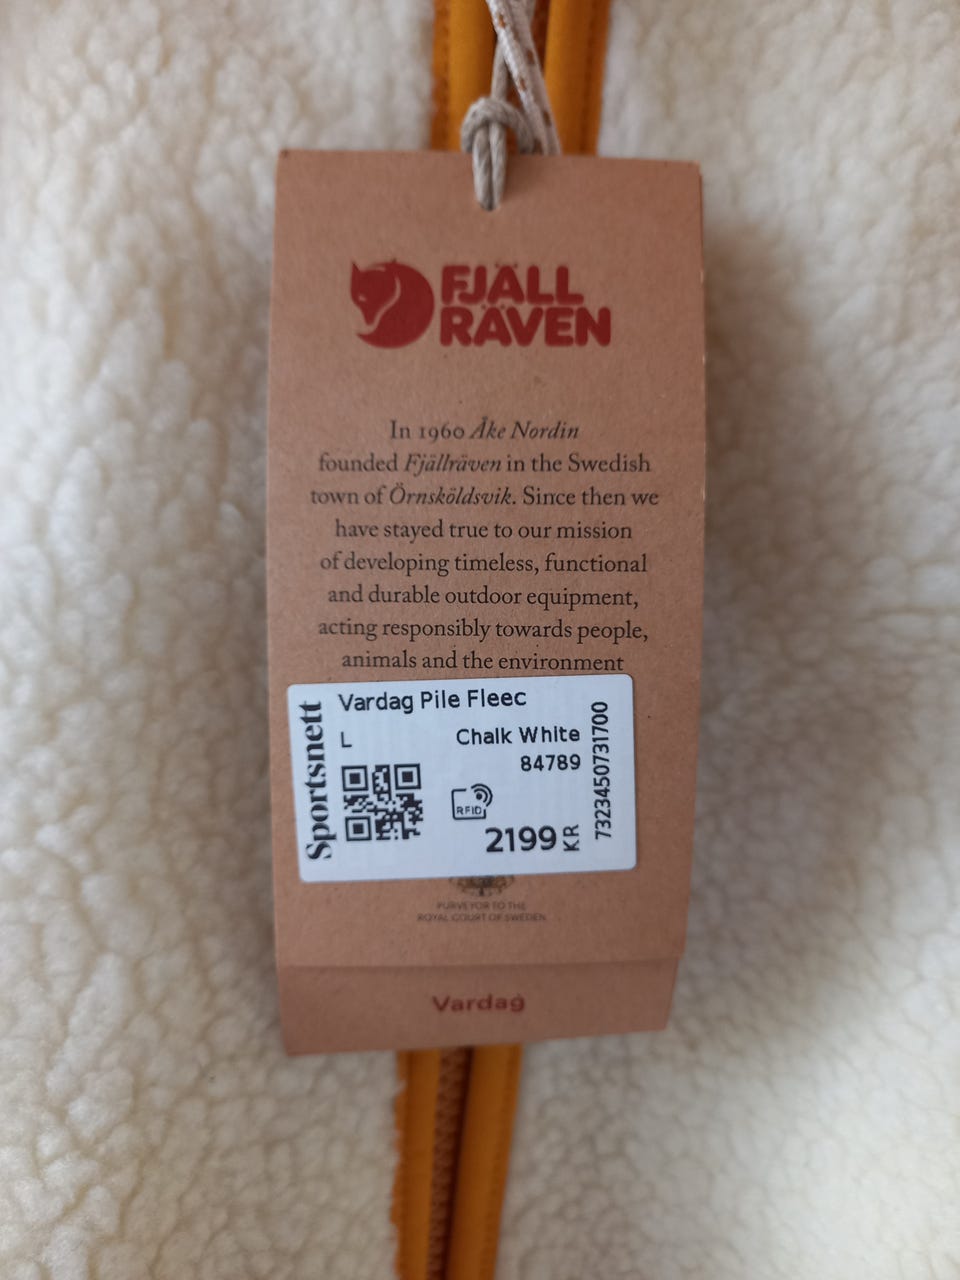 FJÄLL
RÄVEN
In 1960 Åke Nordin
founded Fjällräven in the Swedish
town of Örnsköldsvik. Since then we
have stayed true to our mission
of developing timeless, functional
and durable outdoor equipment,
acting responsibly towards people,
animals and the environment
Sportsnett
Vardag Pile Fleec
L
Chalk White
84789
RFID
2199 KR
7323450731700
PURVEYOR TO THE
ROYAL COURT OF SWEDEN
Vardag